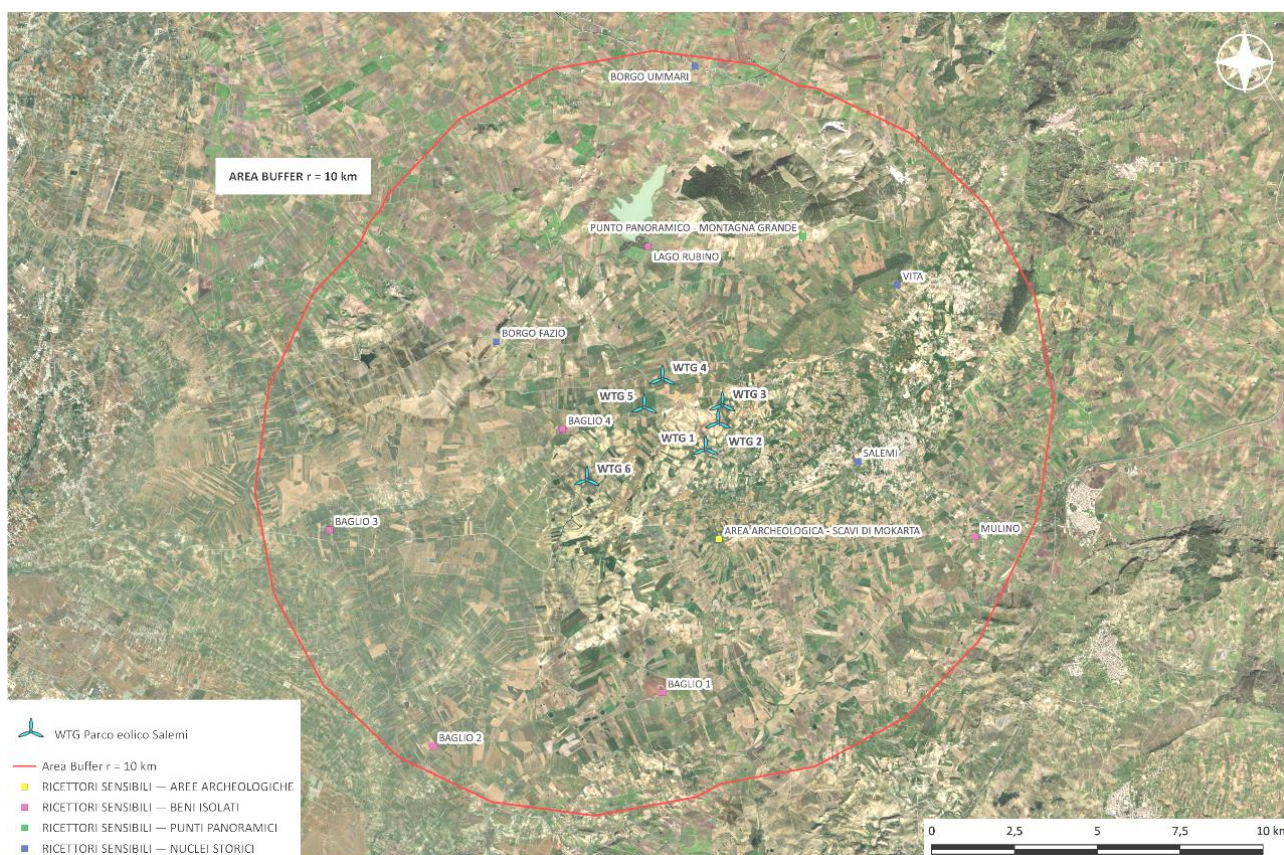 BORGO UMMARI
AREA BUFFER r = 10 km
PUNTO PANORAMICO - MONTAGNA GRANDE
LAGO RUBINO
VITA
BORGO FAZIO
WTG 4
WTG 5
WTG 3
BAGLIO 4
WTG 1
WTG 2
SALEMI
WTG 6
BAGLIO 3
AREA ARCHEOLOGICA - SCAVI DI MOKARTA
MULINO
BAGLIO 1
BAGLIO 2
WTG Parco eolico Salemi
Area Buffer r = 10 km
RICETTORI SENSIBILI — AREE ARCHEOLOGICHE
RICETTORI SENSIBILI — BENI ISOLATI
RICETTORI SENSIBILI — PUNTI PANORAMICI
RICETTORI SENSIBILI — NUCLEI STORICI
0 2,5 5 7,5 10 km